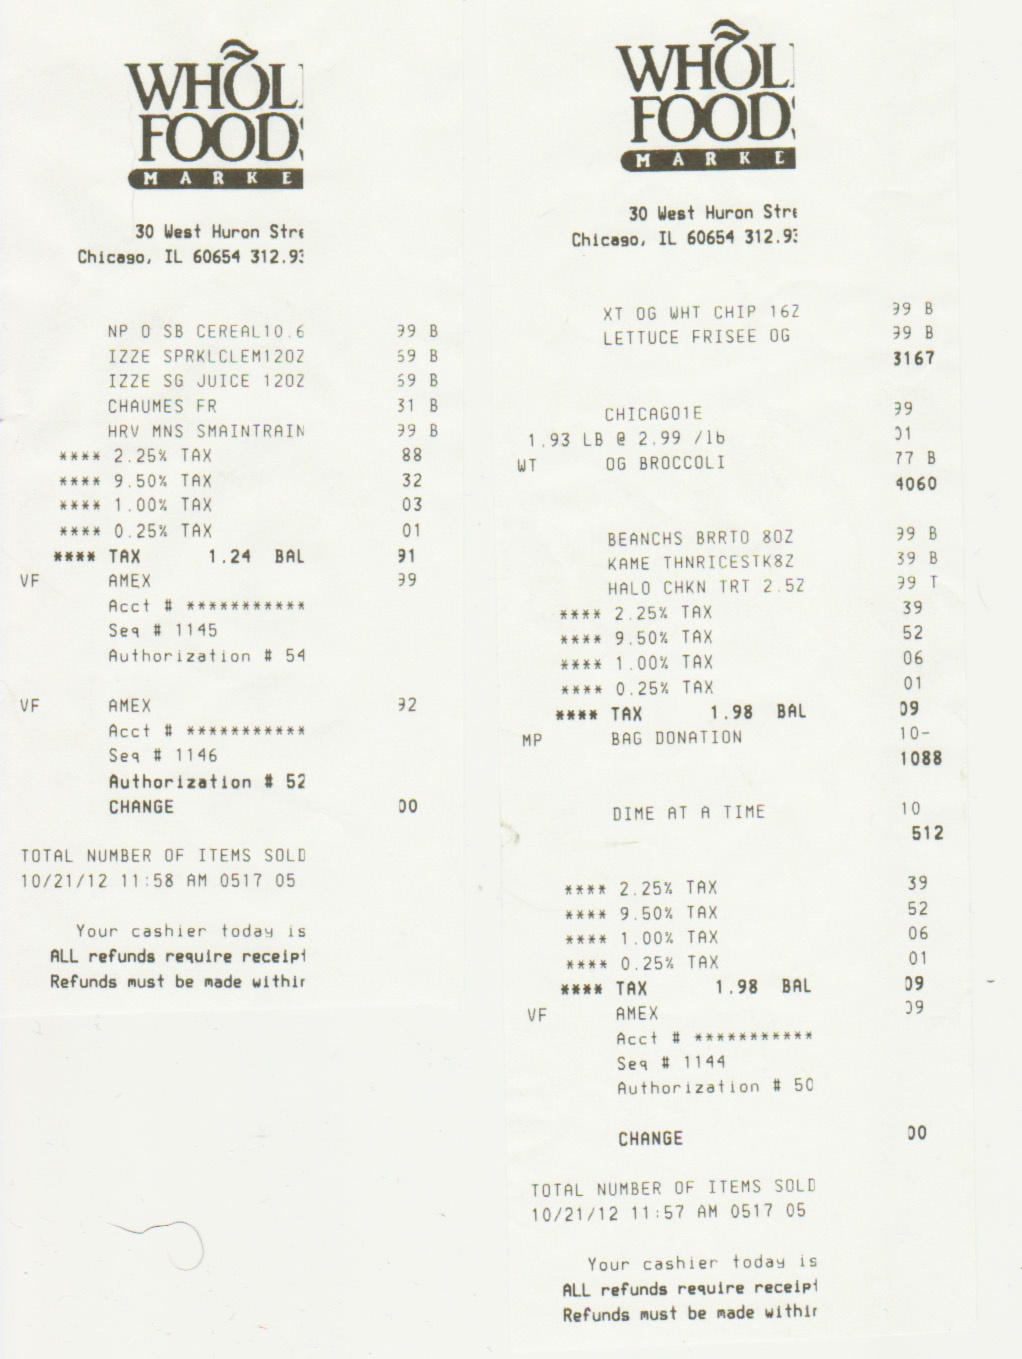 WHOL
FOODS
MARKE
30 West Huron Stre
Chicago, IL 60654 312.93
NP O SB CEREAL10.6 99 B
IZZE SPRKLCLEM12OZ 59 B
IZZE SG JUICE 12OZ 59 B
CHAUMES FR 31 B
HRV MNS SMAINTRAIN 99 B
**** 2.25% TAX 88
**** 9.50% TAX 32
**** 1.00% TAX 03
**** 0.25% TAX 01
**** TAX 1.24 BAL 91
VF AMEX 99
Acct # ***********
Seq # 1145
Authorization # 54
VF AMEX 92
Acct # ***********
Seq # 1146
Authorization # 52
CHANGE 00
TOTAL NUMBER OF ITEMS SOLD
10/21/12 11:58 AM 0517 05
Your cashier today is
ALL refunds require receipt
Refunds must be made within
WHOL
FOODS
MARKE
30 West Huron Stre
Chicago, IL 60654 312.93
XT OG WHT CHIP 16Z 99 B
LETTUCE FRISEE OG 99 B
3167
CHICAGO1E 99
1.93 LB @ 2.99 /lb 01
WT OG BROCCOLI 77 B
4060
BEANCHS BRRTO 8OZ 99 B
KAME THNRICESTK8Z 39 B
HALO CHKN TRT 2.5Z 99 T
**** 2.25% TAX 39
**** 9.50% TAX 52
**** 1.00% TAX 06
**** 0.25% TAX 01
**** TAX 1.98 BAL 09
MP BAG DONATION 10-
1088
DIME AT A TIME 10
512
**** 2.25% TAX 39
**** 9.50% TAX 52
**** 1.00% TAX 06
**** 0.25% TAX 01
**** TAX 1.98 BAL 09
VF AMEX 09
Acct # ***********
Seq # 1144
Authorization # 50
CHANGE 00
TOTAL NUMBER OF ITEMS SOLD
10/21/12 11:57 AM 0517 05
Your cashier today is
ALL refunds require receipt
Refunds must be made within